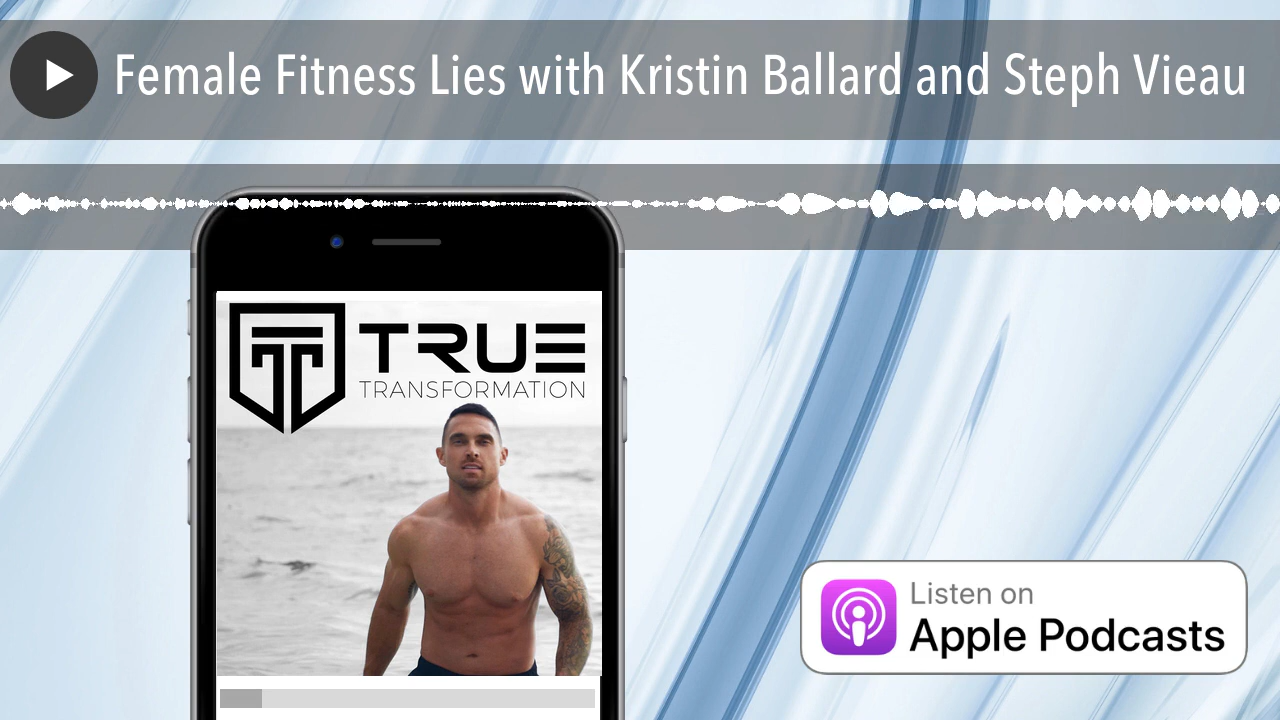 Female Fitness Lies with Kristin Ballard and Steph Vieau
TRUE
TRANSFORMATION
Listen on
Apple Podcasts